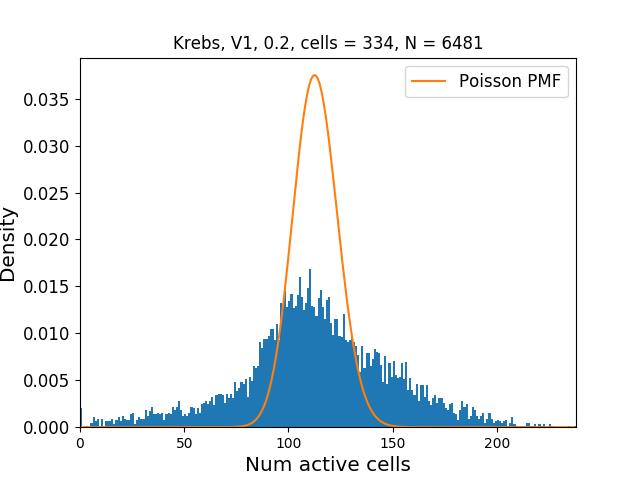 Krebs, V1, 0.2, cells = 334, N = 6481
Poisson PMF
0.035
0.030
0.025
0.020
0.015
0.010
0.005
0.000
Density
0 50 100 150 200
Num active cells